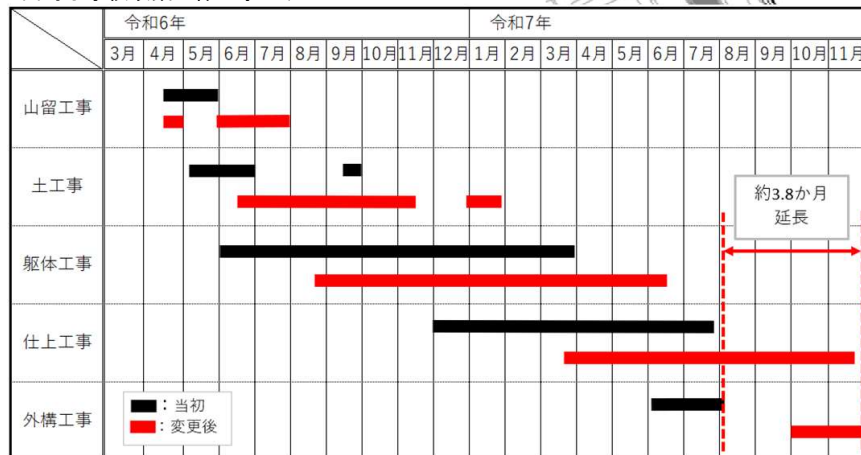 令和6年 令和7年
3月 4月 5月 6月 7月 8月 9月 10月 11月 12月 1月 2月 3月 4月 5月 6月 7月 8月 9月 10月 11月
山留工事
土工事
約3.8か月
延長
躯体工事
仕上工事
外構工事
：当初
：変更後